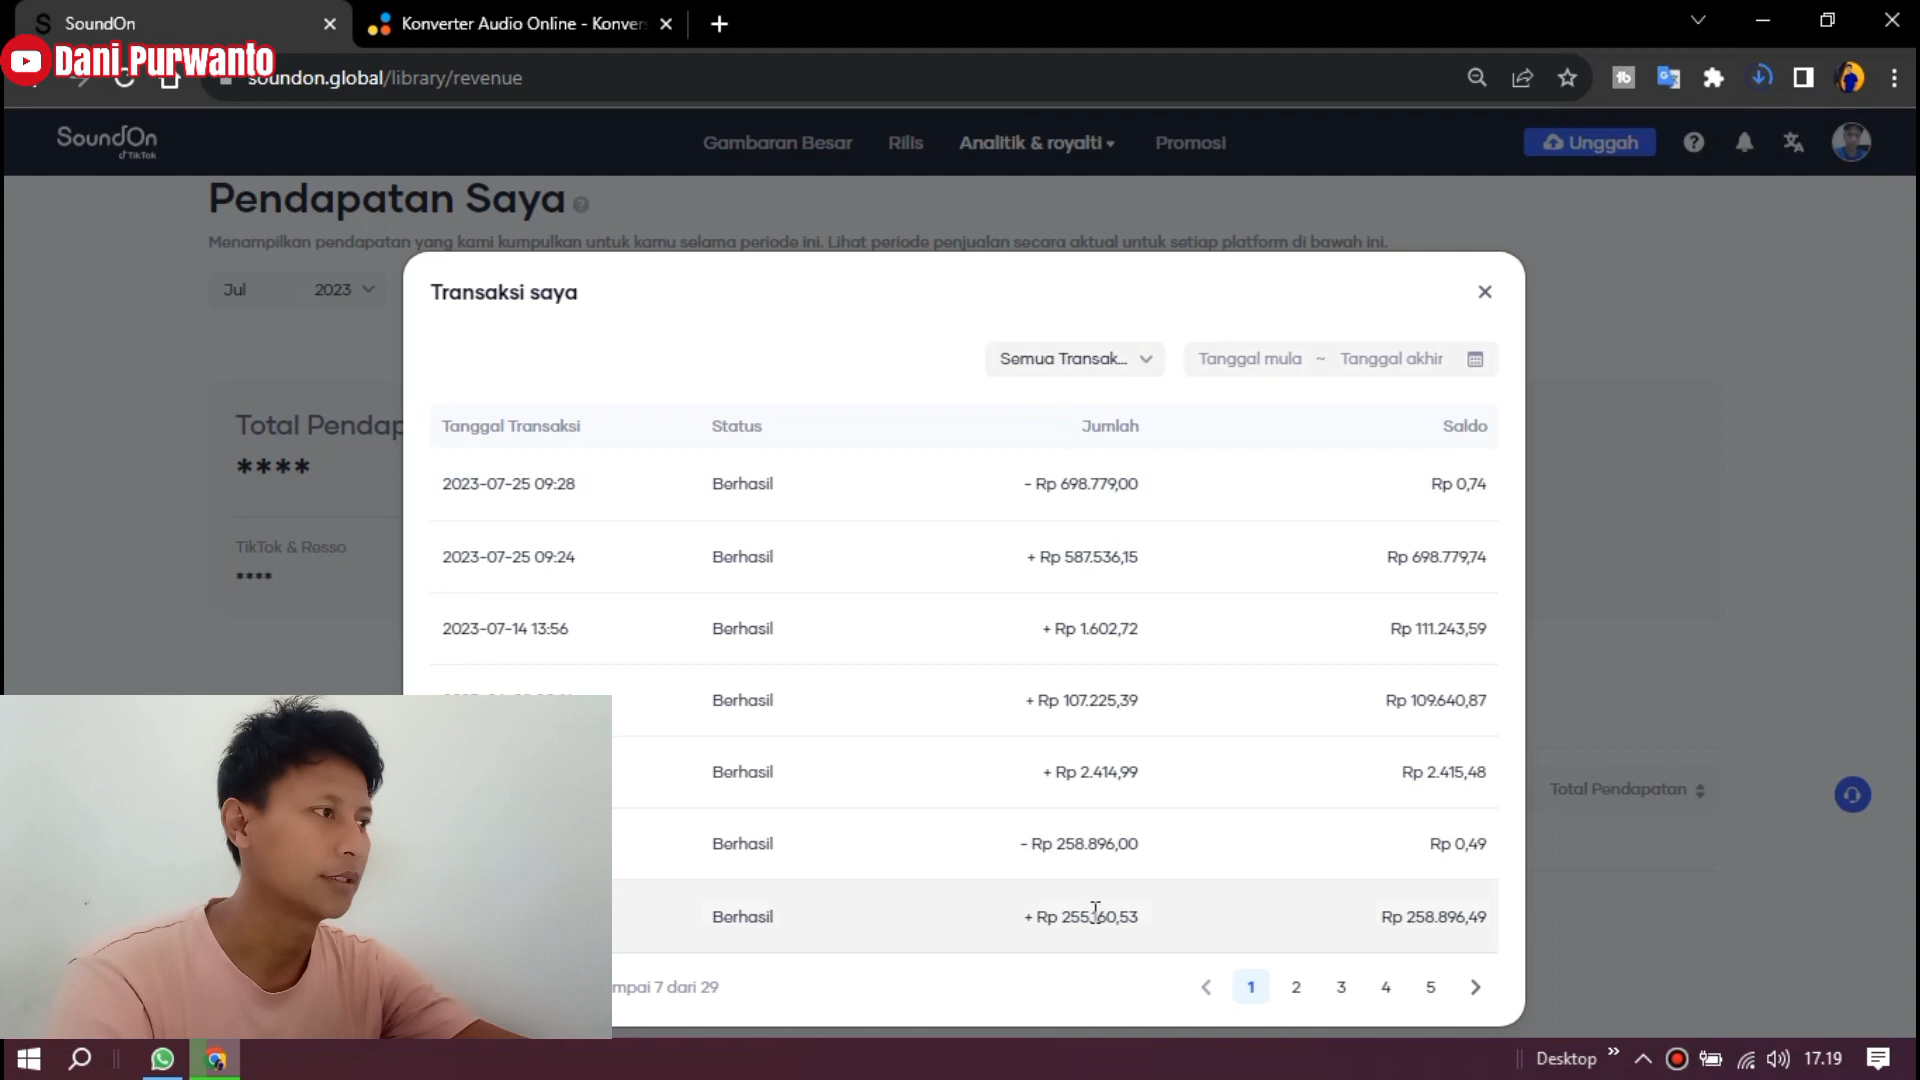 SoundOn
Konverter Audio Online - Konver
Dani Purwanto
soundon.global/library/revenue
SoundOn
TikTok
Gambaran Besar
Rilis
Analitik & royalti
Promosi
Unggah
Pendapatan Saya
Menampilkan pendapatan yang kami kumpulkan untuk kamu selama periode ini. Lihat periode penjualan secara aktual untuk setiap platform di bawah ini.
Jul 2023
Transaksi saya
Semua Transak...
Tanggal mula ~ Tanggal akhir
Total Pendap
****
TikTok & Resso
****
Tanggal Transaksi Status Jumlah Saldo
2023-07-25 09:28 Berhasil - Rp 698.779,00 Rp 0,74
2023-07-25 09:24 Berhasil + Rp 587.536,15 Rp 698.779,74
2023-07-14 13:56 Berhasil + Rp 1.602,72 Rp 111.243,59
Berhasil + Rp 107.225,39 Rp 109.640,87
Berhasil + Rp 2.414,99 Rp 2.415,48
Berhasil - Rp 258.896,00 Rp 0,49
Berhasil + Rp 255.160,53 Rp 258.896,49
Total Pendapatan
mpai 7 dari 29
1 2 3 4 5
Desktop
17.19